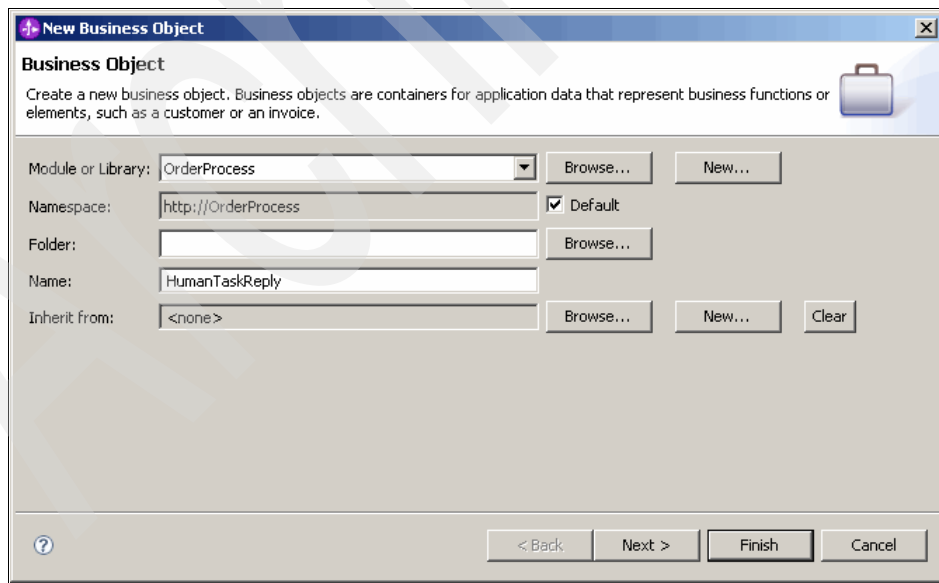 New Business Object
Business Object
Create a new business object. Business objects are containers for application data that represent business functions or
elements, such as a customer or an invoice.
Module or Library: OrderProcess Browse... New...
Namespace: http://OrderProcess Default
Folder: Browse...
Name: HumanTaskReply
Inherit from: <none> Browse... New... Clear
? < Back Next > Finish Cancel